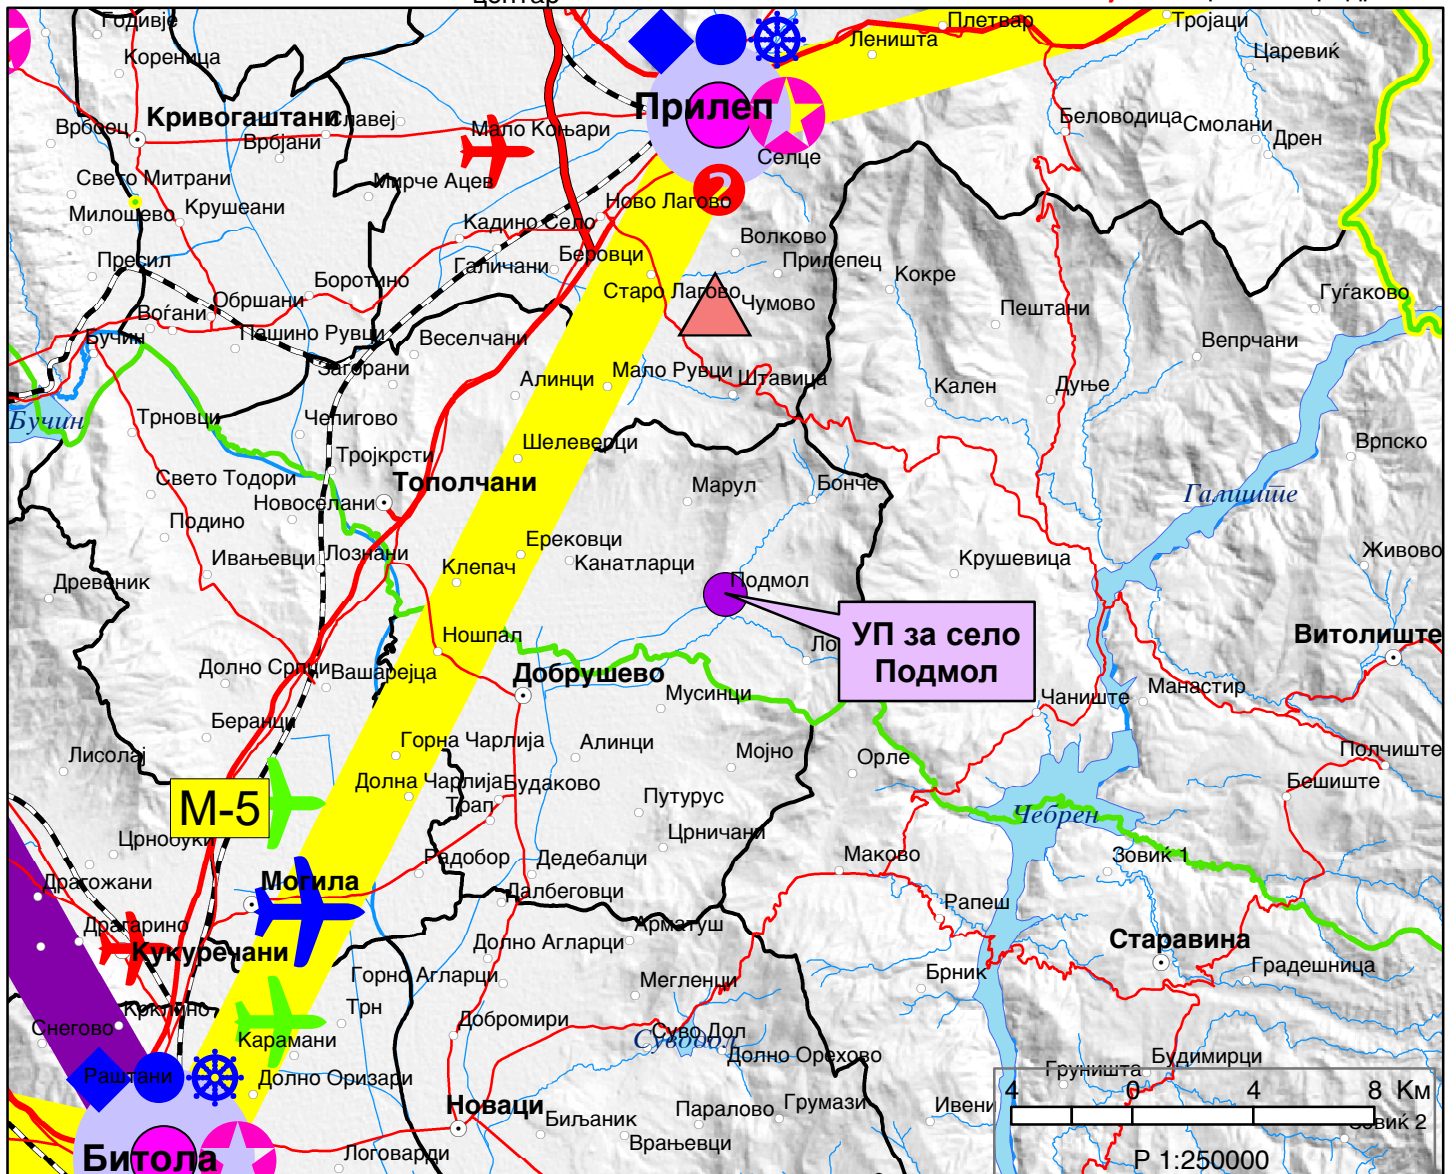 центар
Годивје
Плетвар
Тројаци
Леништа
Кореница
Царевиќ
Прилеп
Кривогаштани
Славеј
Врбоец
Мало Коњари
Беловодица
Смолани
Дрен
Врбјани
Селце
Свето Митрани
Мирче Ацев
Ново Лагово
Милошево
Крушеани
Кадино Село
Волково
Беровци
Прилепец
Пресил
Галичани
Кокре
Боротино
Старо Лагово
Чумово
Гуѓаково
Обршани
Воѓани
Пештани
Бучин
Пашино Рувци
Веселчани
Вепрчани
Загорани
Алинци
Мало Рувци
Штавица
Кален
Дуње
Бучин
Трновци
Чепигово
Шелеверци
Врпско
Тројкрсти
Свето Тодори
Тополчани
Марул
Бонче
Галиште
Новоселани
Подино
Ерековци
Живово
Ивањевци
Лознани
Клепач
Канатларци
Крушевица
Древеник
Подмол
Ношпал
УП за село
Подмол
Витолиште
Ло
Долно Српци
Вашарејца
Добрушево
Мусинци
Чаниште
Манастир
Беранци
Лисолај
Горна Чарлија
Алинци
Мојно
Орле
Полчиште
Долна Чарлија
Будаково
Бешиште
М-5
Трап
Путурус
Чебрен
Црнобуки
Црничани
Радобор
Дедебалци
Маково
Зовиќ 1
Драгожани
Могила
Далбеговци
Рапеш
Драгарино
Арматуш
Кукуречани
Долно Агларци
Старавина
Горно Агларци
Мегленци
Брник
Градешница
Крклино
Трн
Снегово
Добромири
Суво Дол
Суводол
Карамани
Долно Орехово
Будимирци
Груништа
Раштани
Долно Оризари
4 0 4 8 Км
Новаци
Биљаник
Паралово
Грумази
Ивени
Зовиќ 2
Врањевци
Битола
Логоварди
Р 1:250000